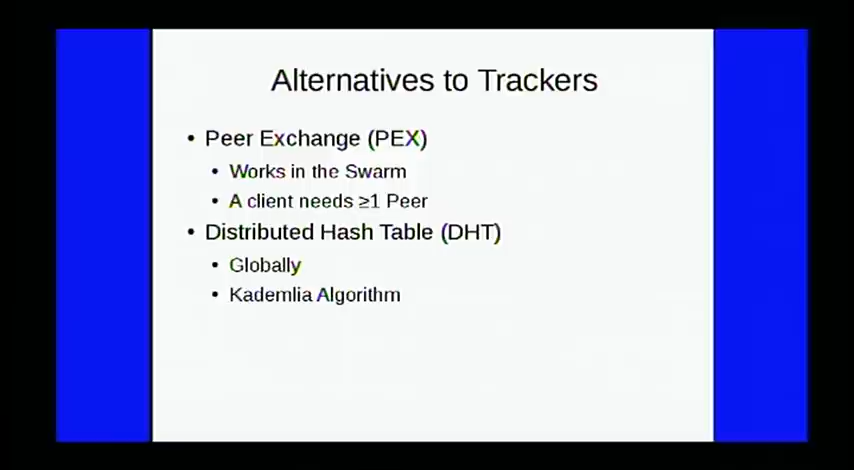 Alternatives to Trackers
• Peer Exchange (PEX)
• Works in the Swarm
• A client needs ≥1 Peer
• Distributed Hash Table (DHT)
• Globally
• Kademlia Algorithm